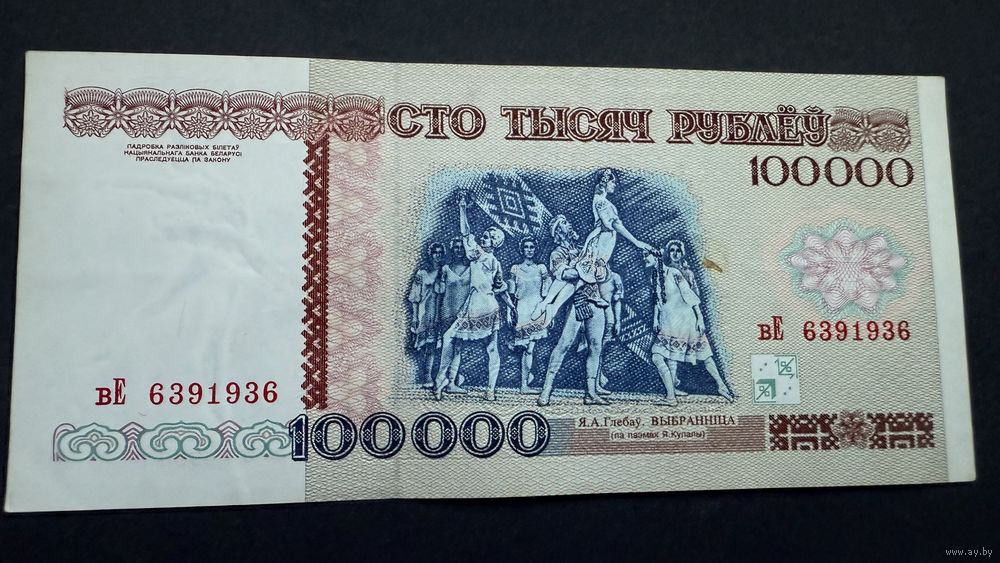 СТО ТЫСЯЧ РУБЛЁЎ
100000
ПАДРОБКА РАЗЛІКОВЫХ БІЛЕТАЎ
НАЦЫЯНАЛЬНАГА БАНКА БЕЛАРУСІ
ПРАСЛЕДУЕЦЦА ПА ЗАКОНУ
вЕ 6391936
вЕ 6391936
100000
Я.А.Глебаў. ВЫБРАННІЦА
(па паэмах Я.Купалы)
www.ay.by